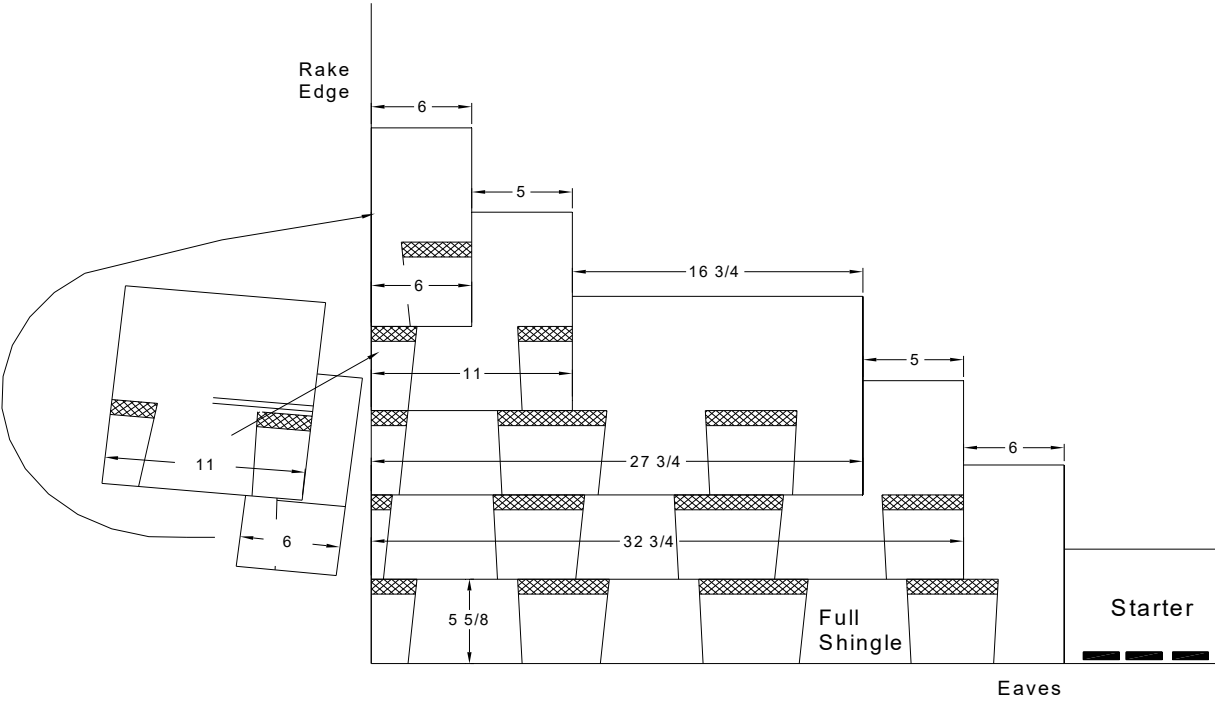 Rake
Edge
6
5
16 3/4
6
5
11
6
27 3/4
11
32 3/4
6
5 5/8
Full
Shingle
Starter
Eaves